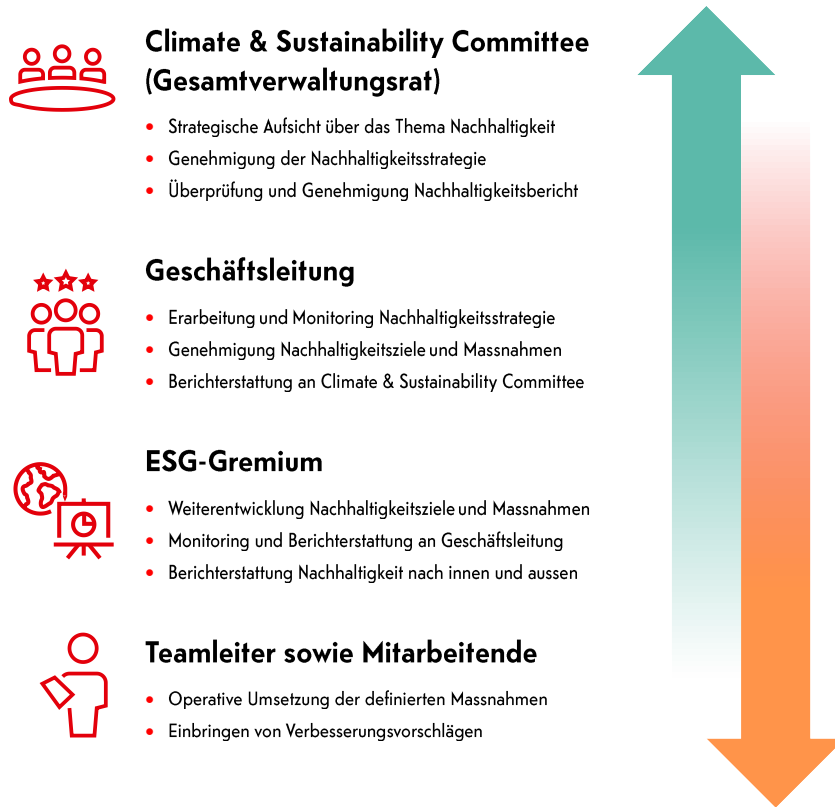 Climate & Sustainability Committee
(Gesamtverwaltungsrat)
• Strategische Aufsicht über das Thema Nachhaltigkeit
• Genehmigung der Nachhaltigkeitsstrategie
• Überprüfung und Genehmigung Nachhaltigkeitsbericht
Geschäftsleitung
• Erarbeitung und Monitoring Nachhaltigkeitsstrategie
• Genehmigung Nachhaltigkeitsziele und Massnahmen
• Berichterstattung an Climate & Sustainability Committee
ESG-Gremium
• Weiterentwicklung Nachhaltigkeitsziele und Massnahmen
• Monitoring und Berichterstattung an Geschäftsleitung
• Berichterstattung Nachhaltigkeit nach innen und aussen
Teamleiter sowie Mitarbeitende
• Operative Umsetzung der definierten Massnahmen
• Einbringen von Verbesserungsvorschlägen